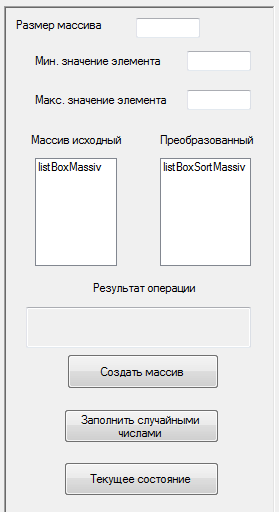 Размер массива
Мин. значение элемента
Макс. значение элемента
Массив исходный
Преобразованный
listBoxMassiv
listBoxSortMassiv
Результат операции
Создать массив
Заполнить случайными
числами
Текущее состояние